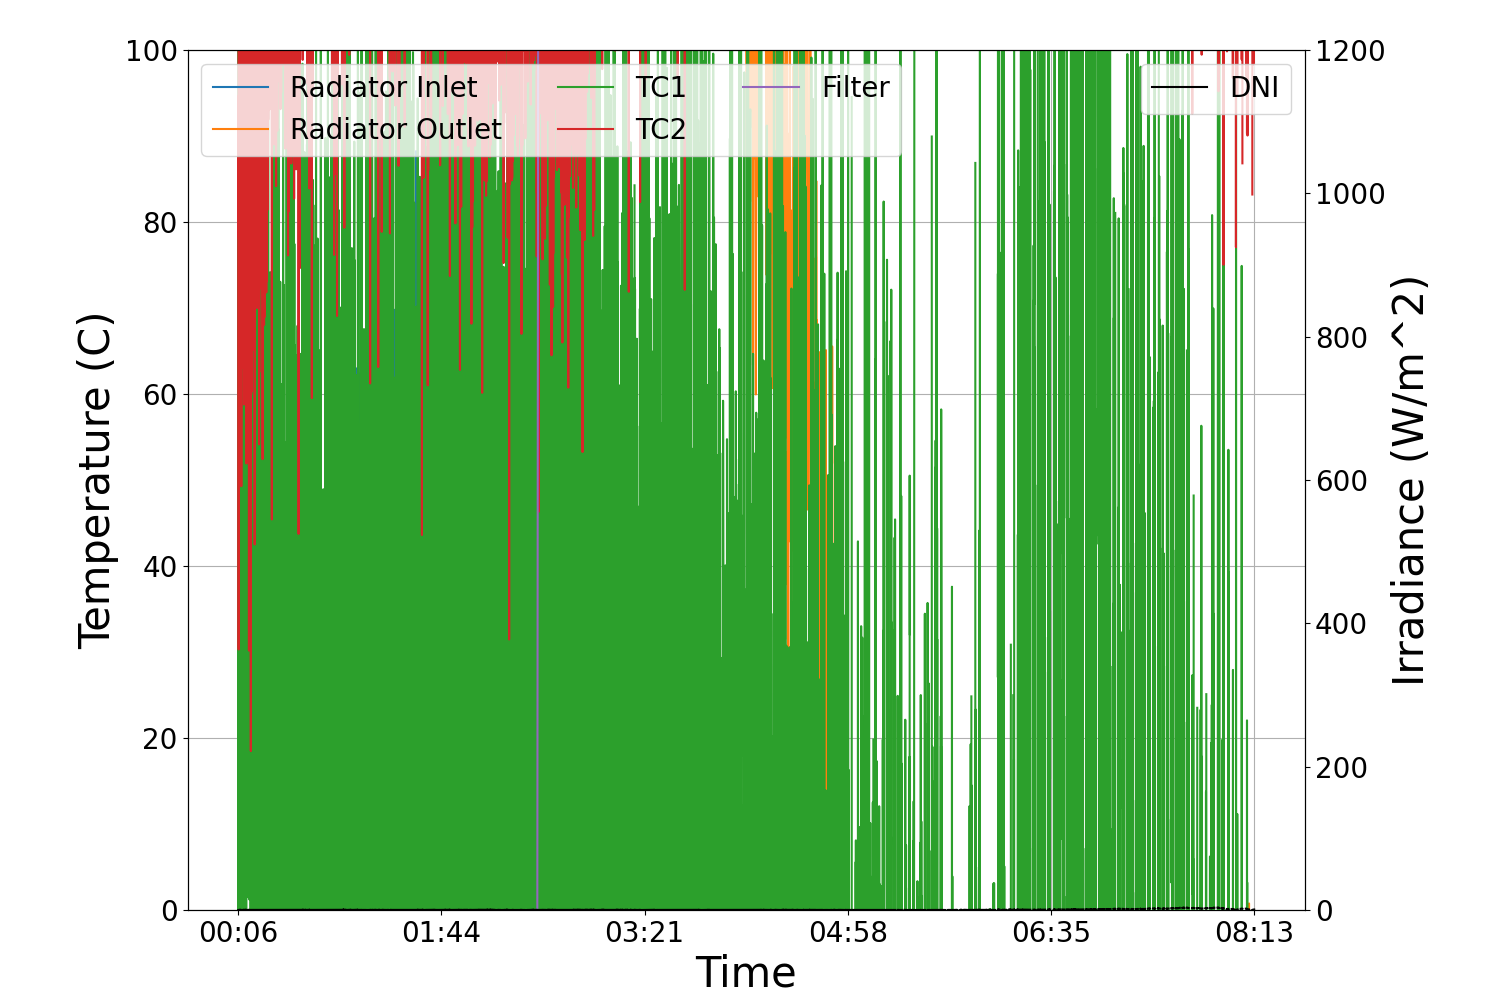 Radiator Inlet
Radiator Outlet
TC1
TC2
Filter
DNI
Temperature (C)
100
80
60
40
20
0
Irradiance (W/m^2)
1200
1000
800
600
400
200
0
00:06 01:44 03:21 04:58 06:35 08:13
Time